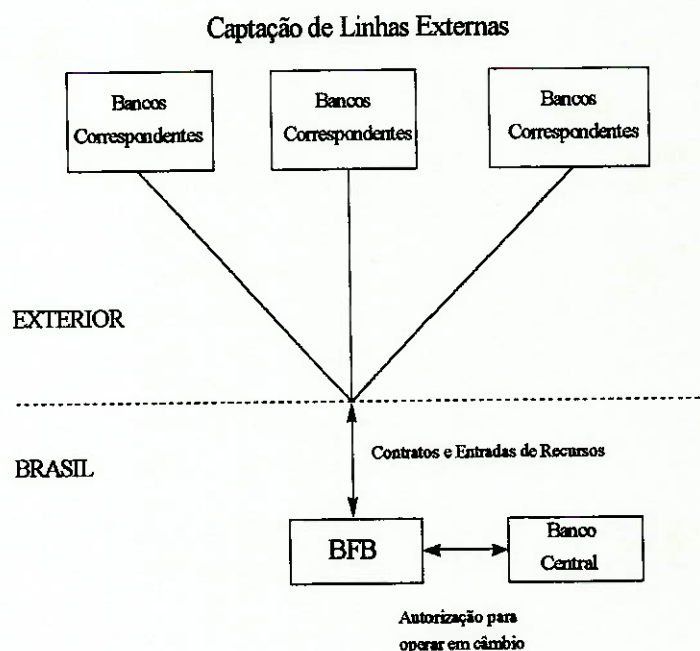 Captação de Linhas Externas
Bancos
Correspondentes
Bancos
Correspondentes
Bancos
Correspondentes
EXTERIOR
BRASIL
Contratos e Entradas de Recursos
BFB
Banco
Central
Autorização para
operar em câmbio